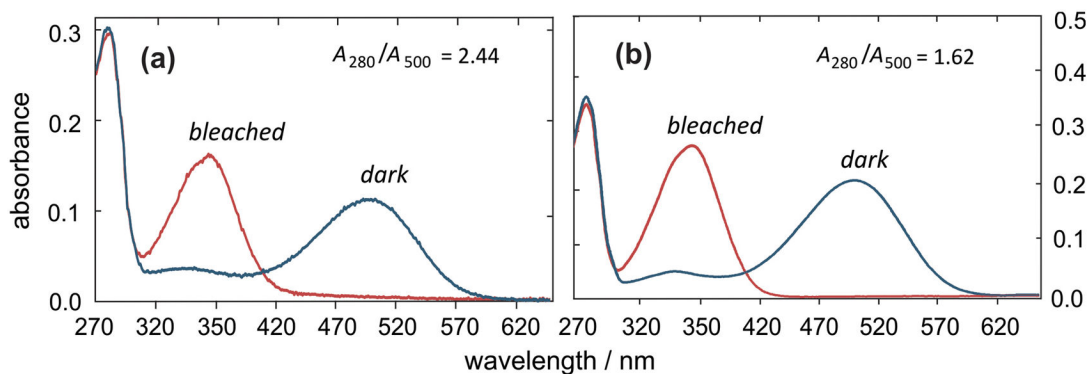 (a)
A280/A500 = 2.44
bleached
dark
absorbance
0.3
0.2
0.1
0.0
270 320 350 420 470 520 570 620
(b)
A280/A500 = 1.62
bleached
dark
0.5
0.4
0.3
0.2
0.1
0.0
270 320 350 420 470 520 570 620
wavelength / nm